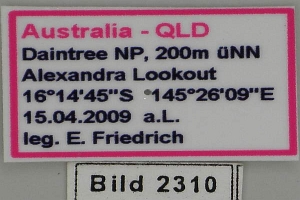 Australia - QLD
Daintree NP, 200m üNN
Alexandra Lookout
16°14'45"S 145°26'09"E
15.04.2009 a.L.
leg. E. Friedrich
Bild 2310